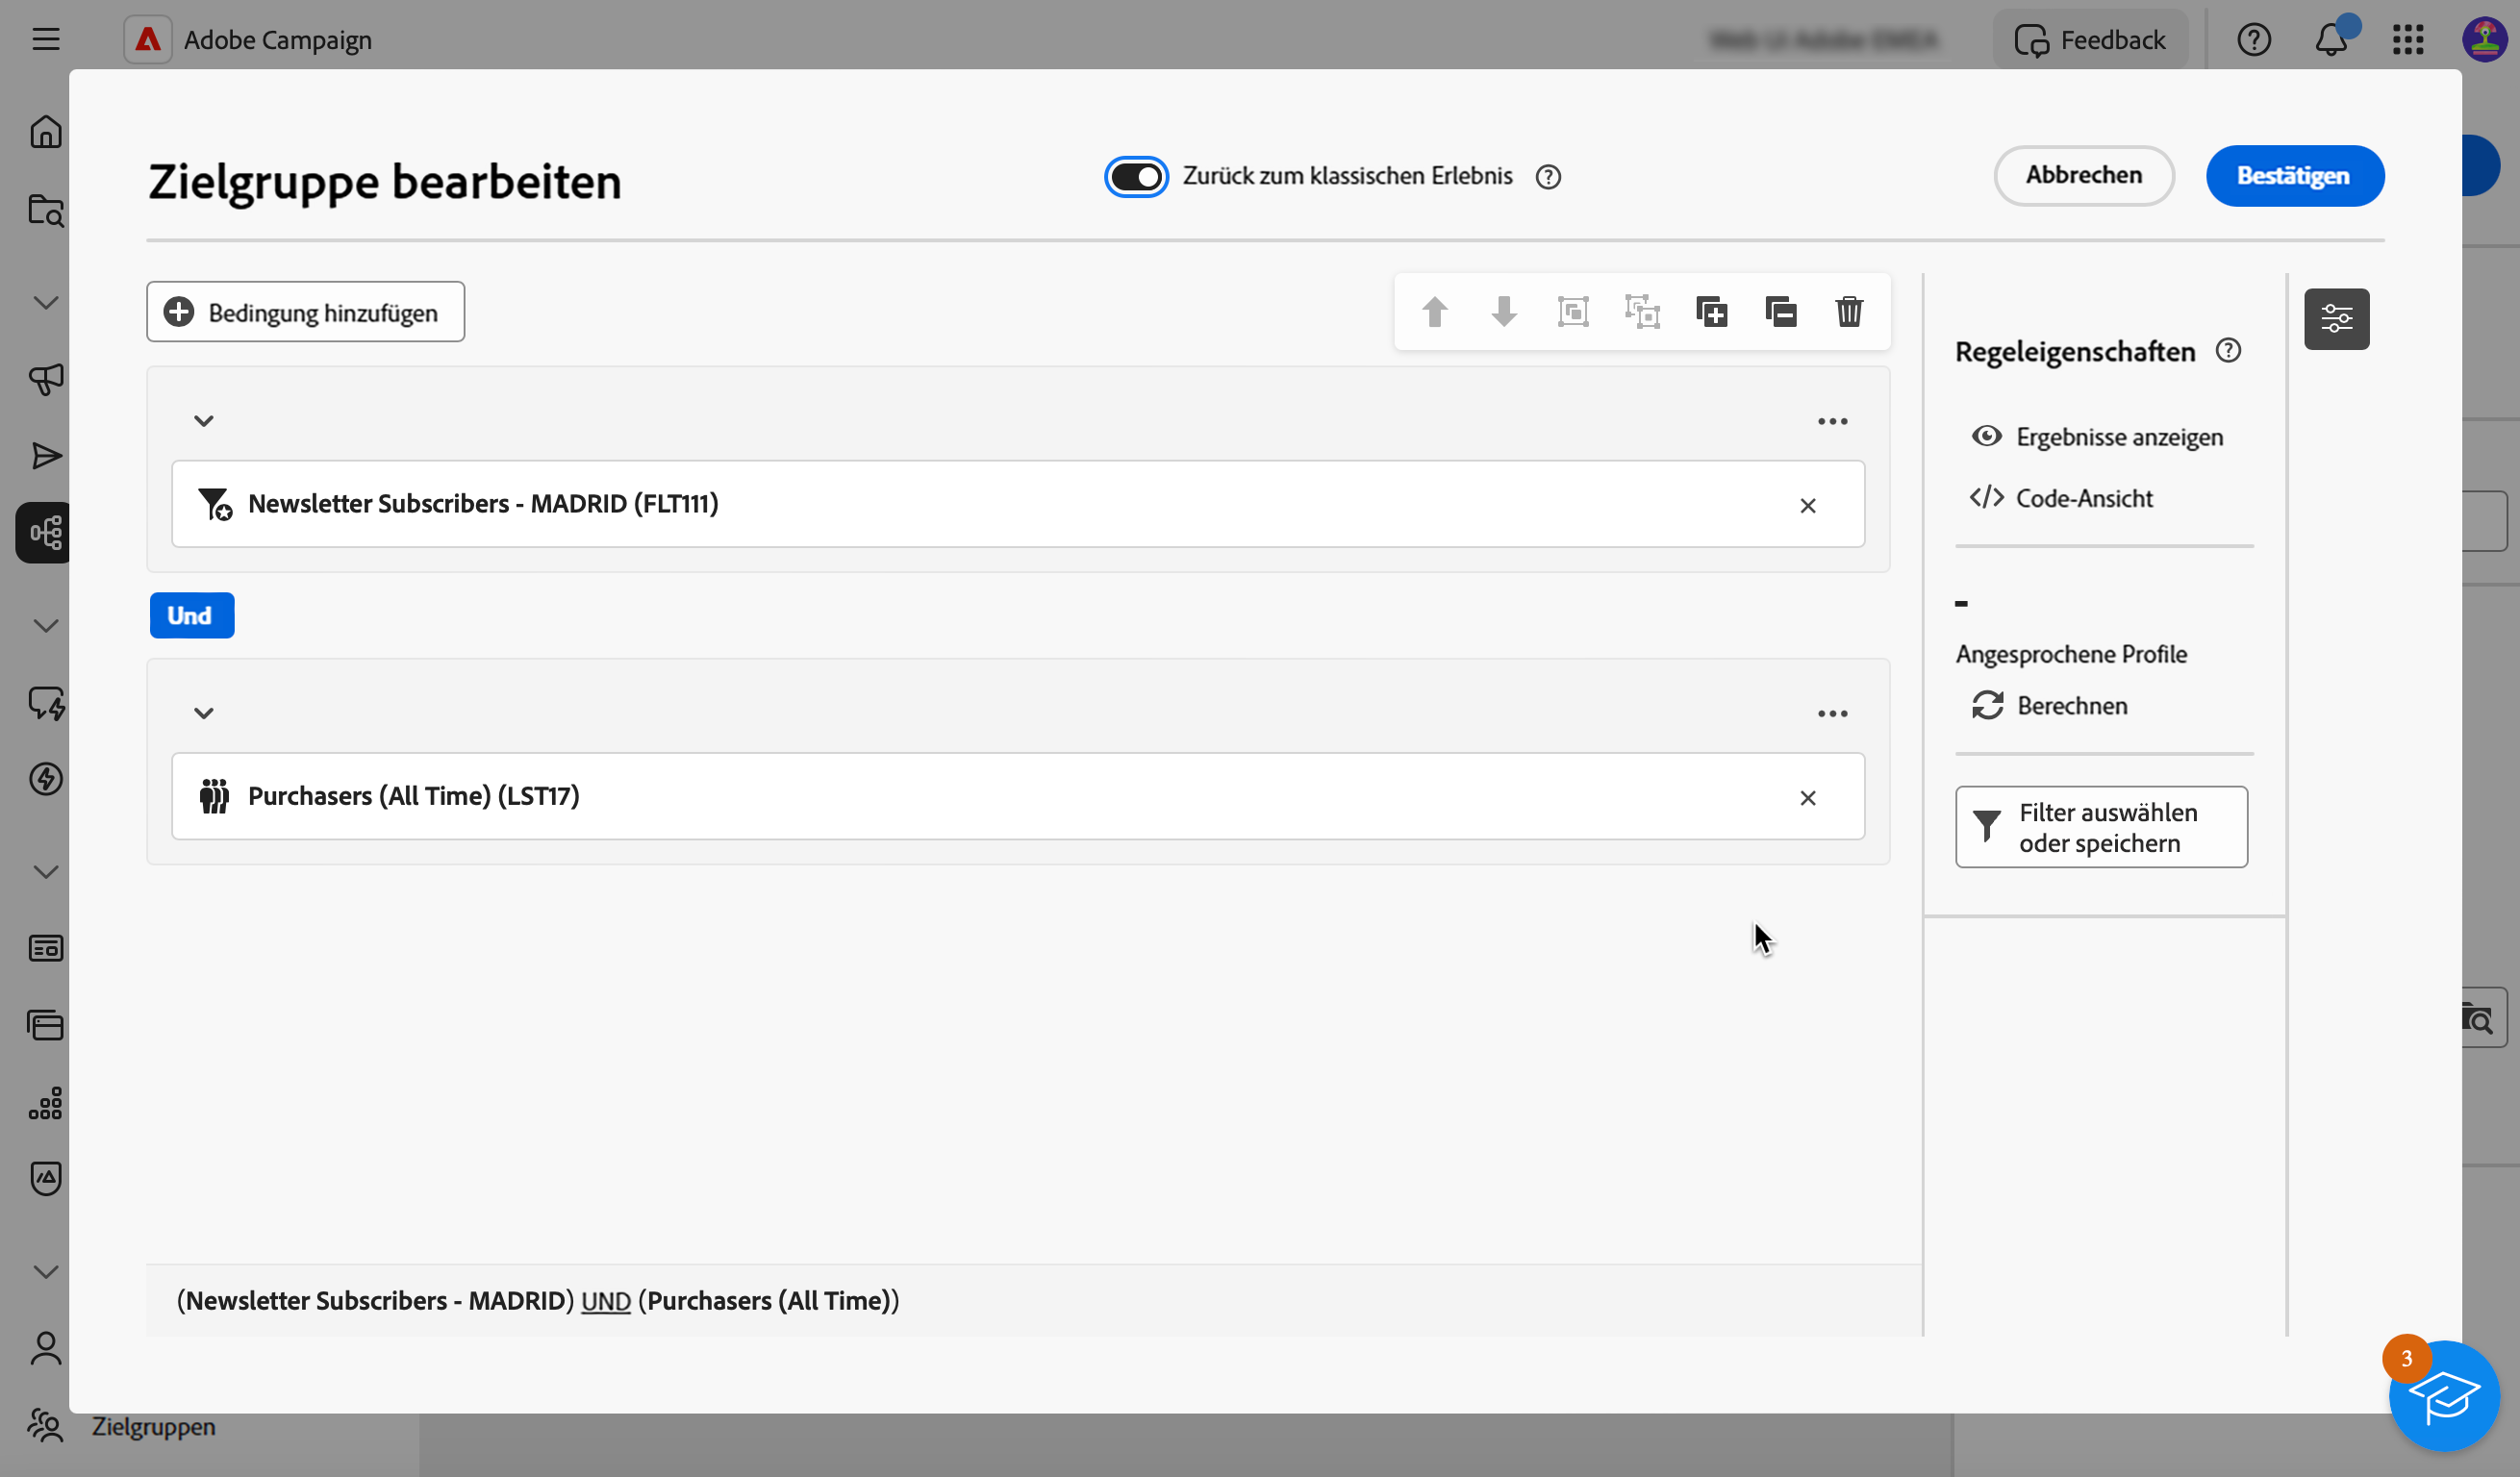 Adobe Campaign
Feedback
Zielgruppe bearbeiten
Zurück zum klassischen Erlebnis
Abbrechen
Bestätigen
Bedingung hinzufügen
Newsletter Subscribers - MADRID (FLT111)
Und
Purchasers (All Time) (LST17)
(Newsletter Subscribers - MADRID) UND (Purchasers (All Time))
Regeleigenschaften
Ergebnisse anzeigen
</> Code-Ansicht
-
Angesprochene Profile
Berechnen
Filter auswählen
oder speichern
3
Zielgruppen